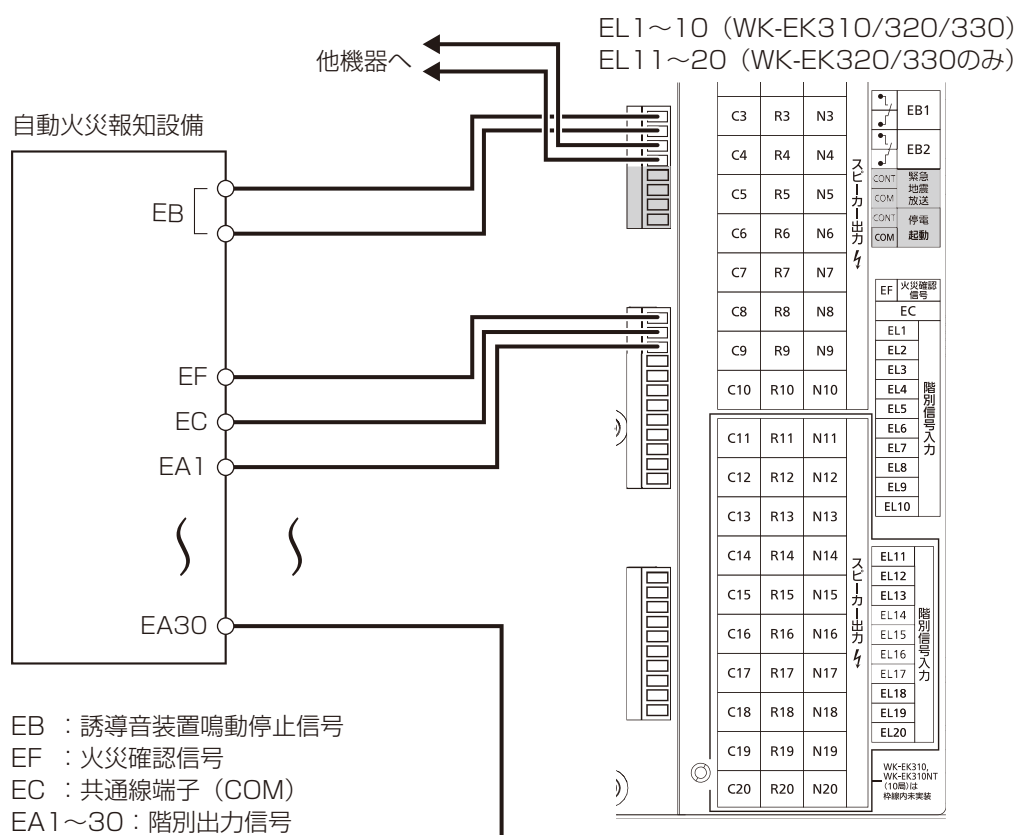 EL1～10（WK-EK310/320/330）
EL11～20（WK-EK320/330のみ）
他機器へ
自動火災報知設備
EB
EF
EC
EA1
EA30
EB ：誘導音装置鳴動停止信号
EF ：火災確認信号
EC ：共通線端子（COM）
EA1～30：階別出力信号
C3 R3 N3
C4 R4 N4
C5 R5 N5
C6 R6 N6
C7 R7 N7
C8 R8 N8
C9 R9 N9
C10 R10 N10
スピーカー出力
C11 R11 N11
C12 R12 N12
C13 R13 N13
C14 R14 N14
C15 R15 N15
C16 R16 N16
C17 R17 N17
C18 R18 N18
C19 R19 N19
C20 R20 N20
スピーカー出力
EB1
EB2
CONT
COM
緊急
地震
放送
CONT
COM
停電
起動
EF 火災確認
信号
EC
EL1
EL2
EL3
EL4
EL5
EL6
EL7
EL8
EL9
EL10
階別信号入力
EL11
EL12
EL13
EL14
EL15
EL16
EL17
EL18
EL19
EL20
階別信号入力
WK-EK310,
WK-EK310NT
(10局)は
枠線内未実装